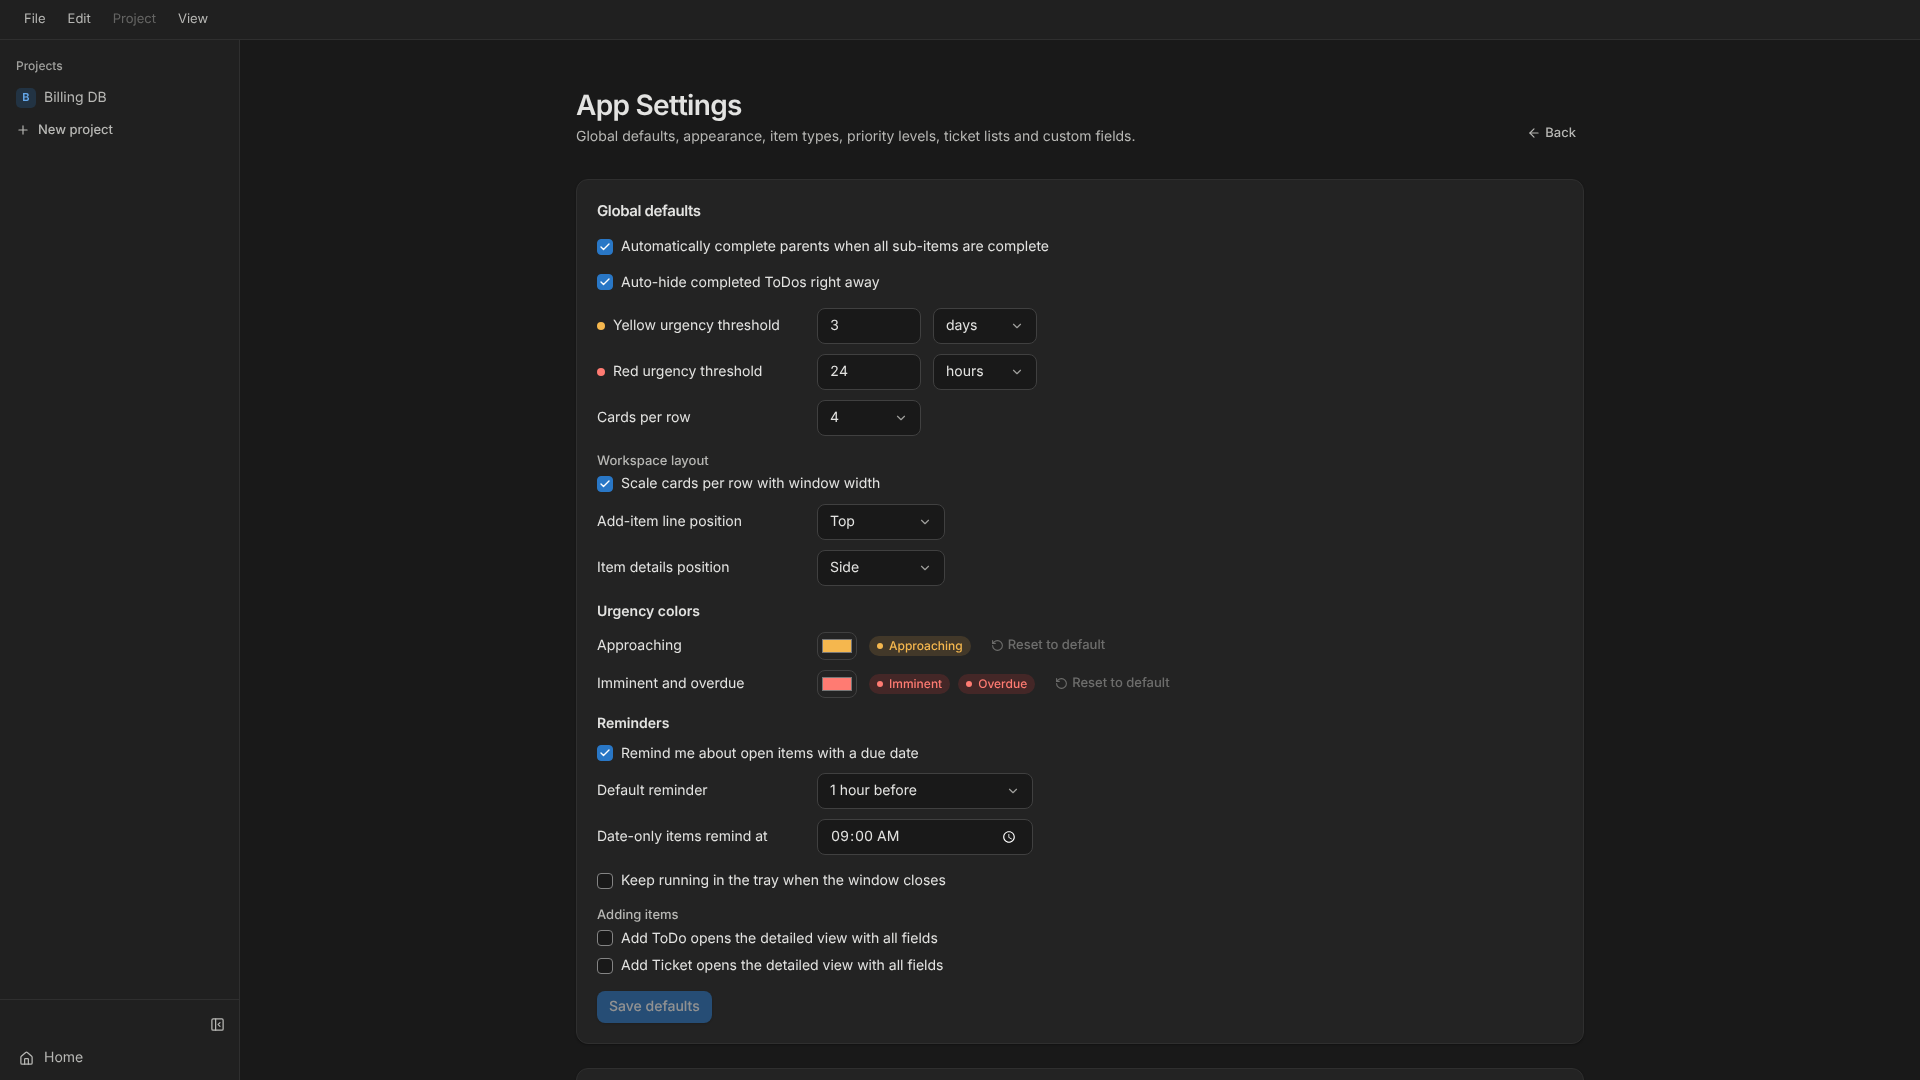 File Edit Project View
Projects
B Billing DB
New project
App Settings
Global defaults, appearance, item types, priority levels, ticket lists and custom fields.
Back
Global defaults
Automatically complete parents when all sub-items are complete
Auto-hide completed ToDos right away
Yellow urgency threshold 3 days
Red urgency threshold 24 hours
Cards per row 4
Workspace layout
Scale cards per row with window width
Add-item line position Top
Item details position Side
Urgency colors
Approaching Approaching Reset to default
Imminent and overdue Imminent Overdue Reset to default
Reminders
Remind me about open items with a due date
Default reminder 1 hour before
Date-only items remind at 09:00 AM
Keep running in the tray when the window closes
Adding items
Add ToDo opens the detailed view with all fields
Add Ticket opens the detailed view with all fields
Save defaults
Home